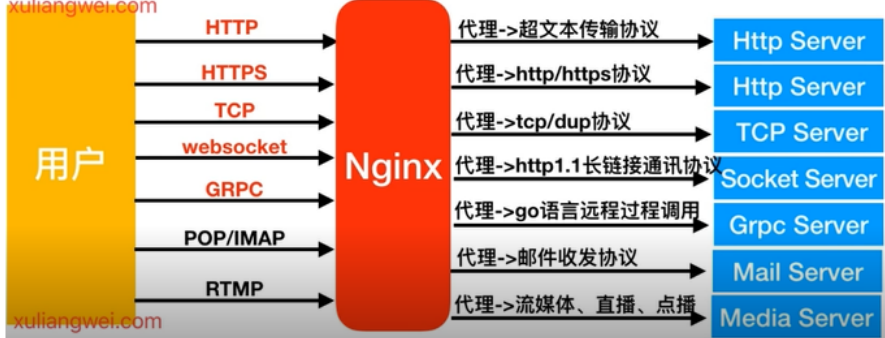 xuliangwei.com
用户
HTTP
HTTPS
TCP
websocket
GRPC
POP/IMAP
RTMP
Nginx
代理->超文本传输协议
代理->http/https协议
代理->tcp/dup协议
代理->http1.1长链接通讯协议
代理->go语言远程过程调用
代理->邮件收发协议
代理->流媒体、直播、点播
Http Server
Http Server
TCP Server
Socket Server
Grpc Server
Mail Server
Media Server
xuliangwei.com